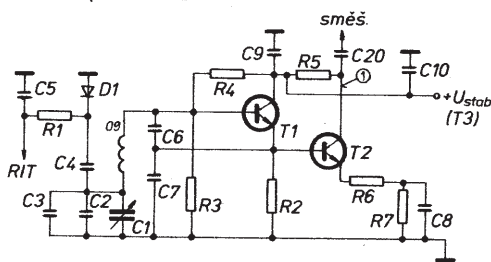 směš.
C9
C20
R5
C10
C5
D1
R4
①
+Ustab
(T3)
R1
09
C6
T1
T2
C4
RIT
C3
C2
C1
C7
R3
R2
R6
R7
C8